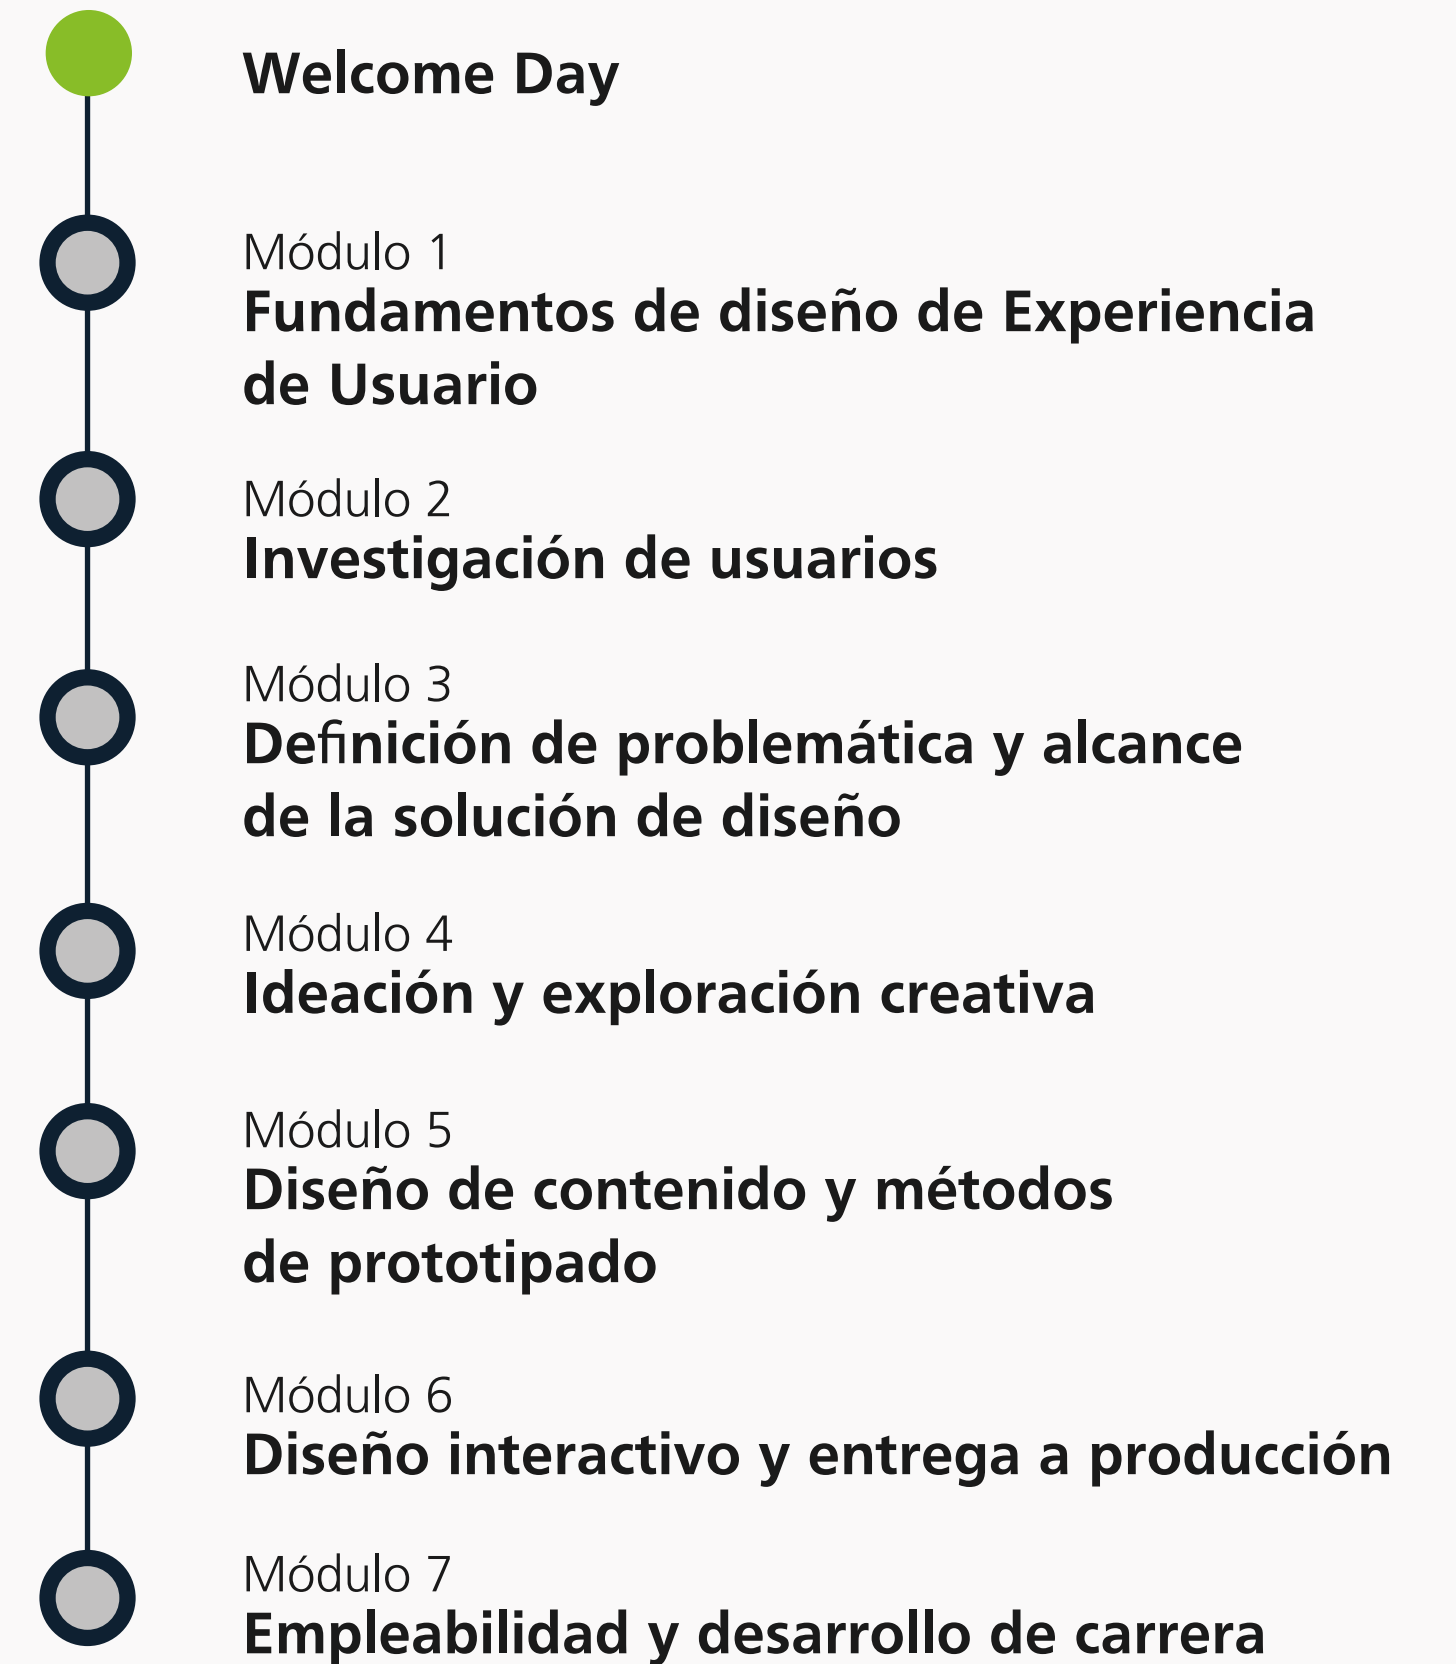 Welcome Day
Módulo 1
Fundamentos de diseño de Experiencia
de Usuario
Módulo 2
Investigación de usuarios
Módulo 3
Definición de problemática y alcance
de la solución de diseño
Módulo 4
Ideación y exploración creativa
Módulo 5
Diseño de contenido y métodos
de prototipado
Módulo 6
Diseño interactivo y entrega a producción
Módulo 7
Empleabilidad y desarrollo de carrera